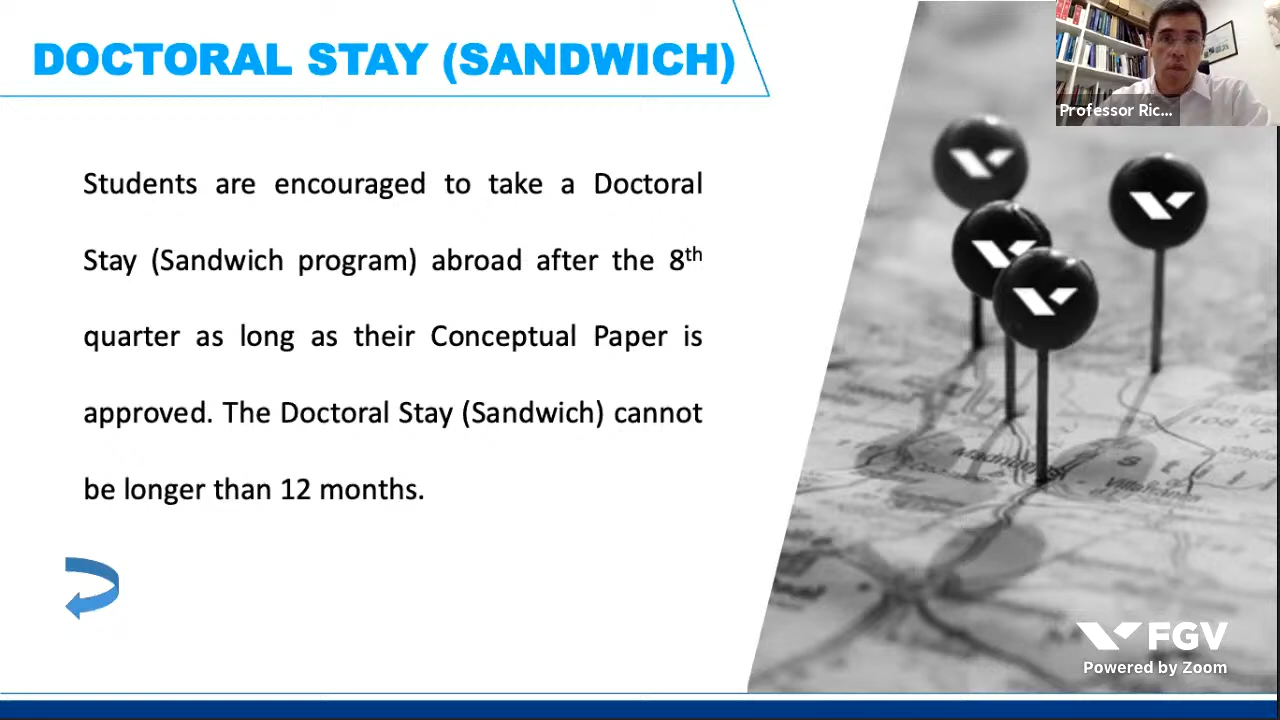 DOCTORAL STAY (SANDWICH)
Professor Ric...
Students are encouraged to take a Doctoral
Stay (Sandwich program) abroad after the 8th
quarter as long as their Conceptual Paper is
approved. The Doctoral Stay (Sandwich) cannot
be longer than 12 months.
FGV
Powered by Zoom